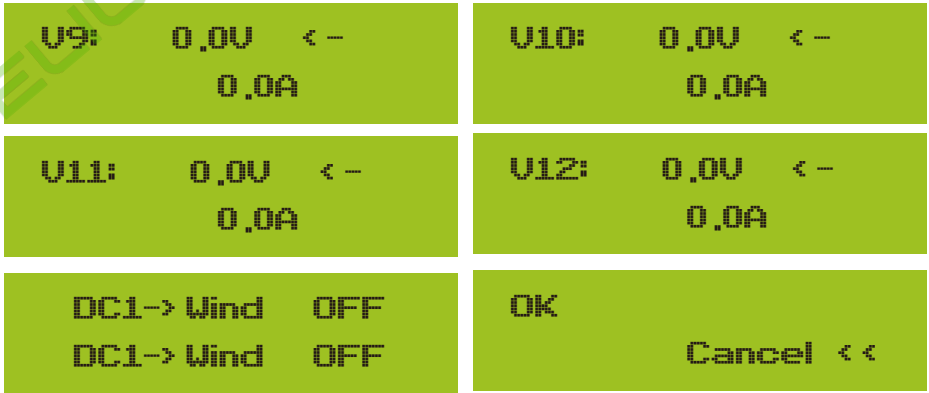 V9: 0.0V <-
0.0A
V10: 0.0V <-
0.0A
V11: 0.0V <-
0.0A
V12: 0.0V <-
0.0A
DC1-> Wind OFF
DC1-> Wind OFF
OK
Cancel <<